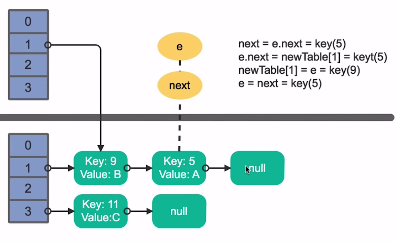 0
1
2
3
e
next
next = e.next = key(5)
e.next = newTable[1] = keyt(5)
newTable[1] = e = key(9)
e = next = key(5)
0
1
2
3
Key: 9
Value: B
Key: 5
Value: A
null
Key: 11
Value:C
null